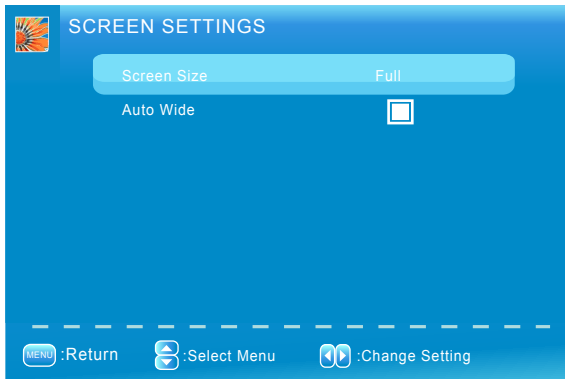 SCREEN SETTINGS
Screen Size Full
Auto Wide
MENU :Return :Select Menu :Change Setting